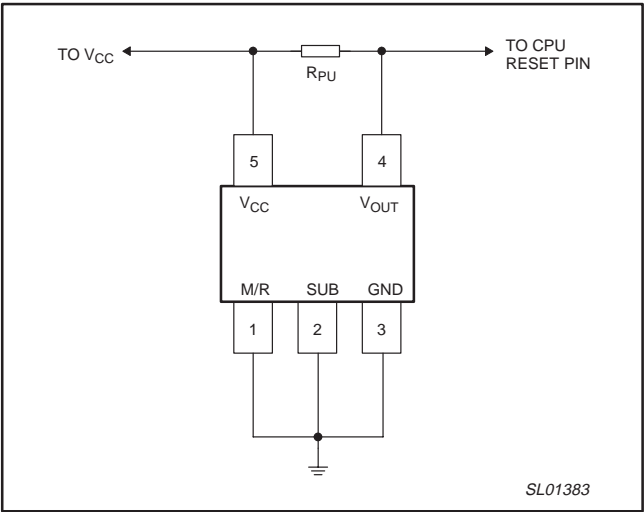 TO VCC
RPU
TO CPU
RESET PIN
5
4
VCC
VOUT
M/R
SUB
GND
1
2
3
SL01383